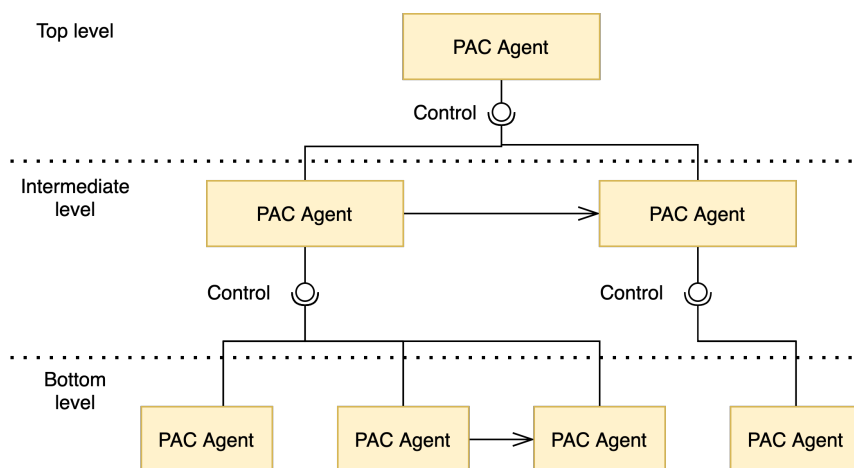 Top level
PAC Agent
Control
Intermediate
level
PAC Agent
PAC Agent
Control
Control
Bottom
level
PAC Agent
PAC Agent
PAC Agent
PAC Agent